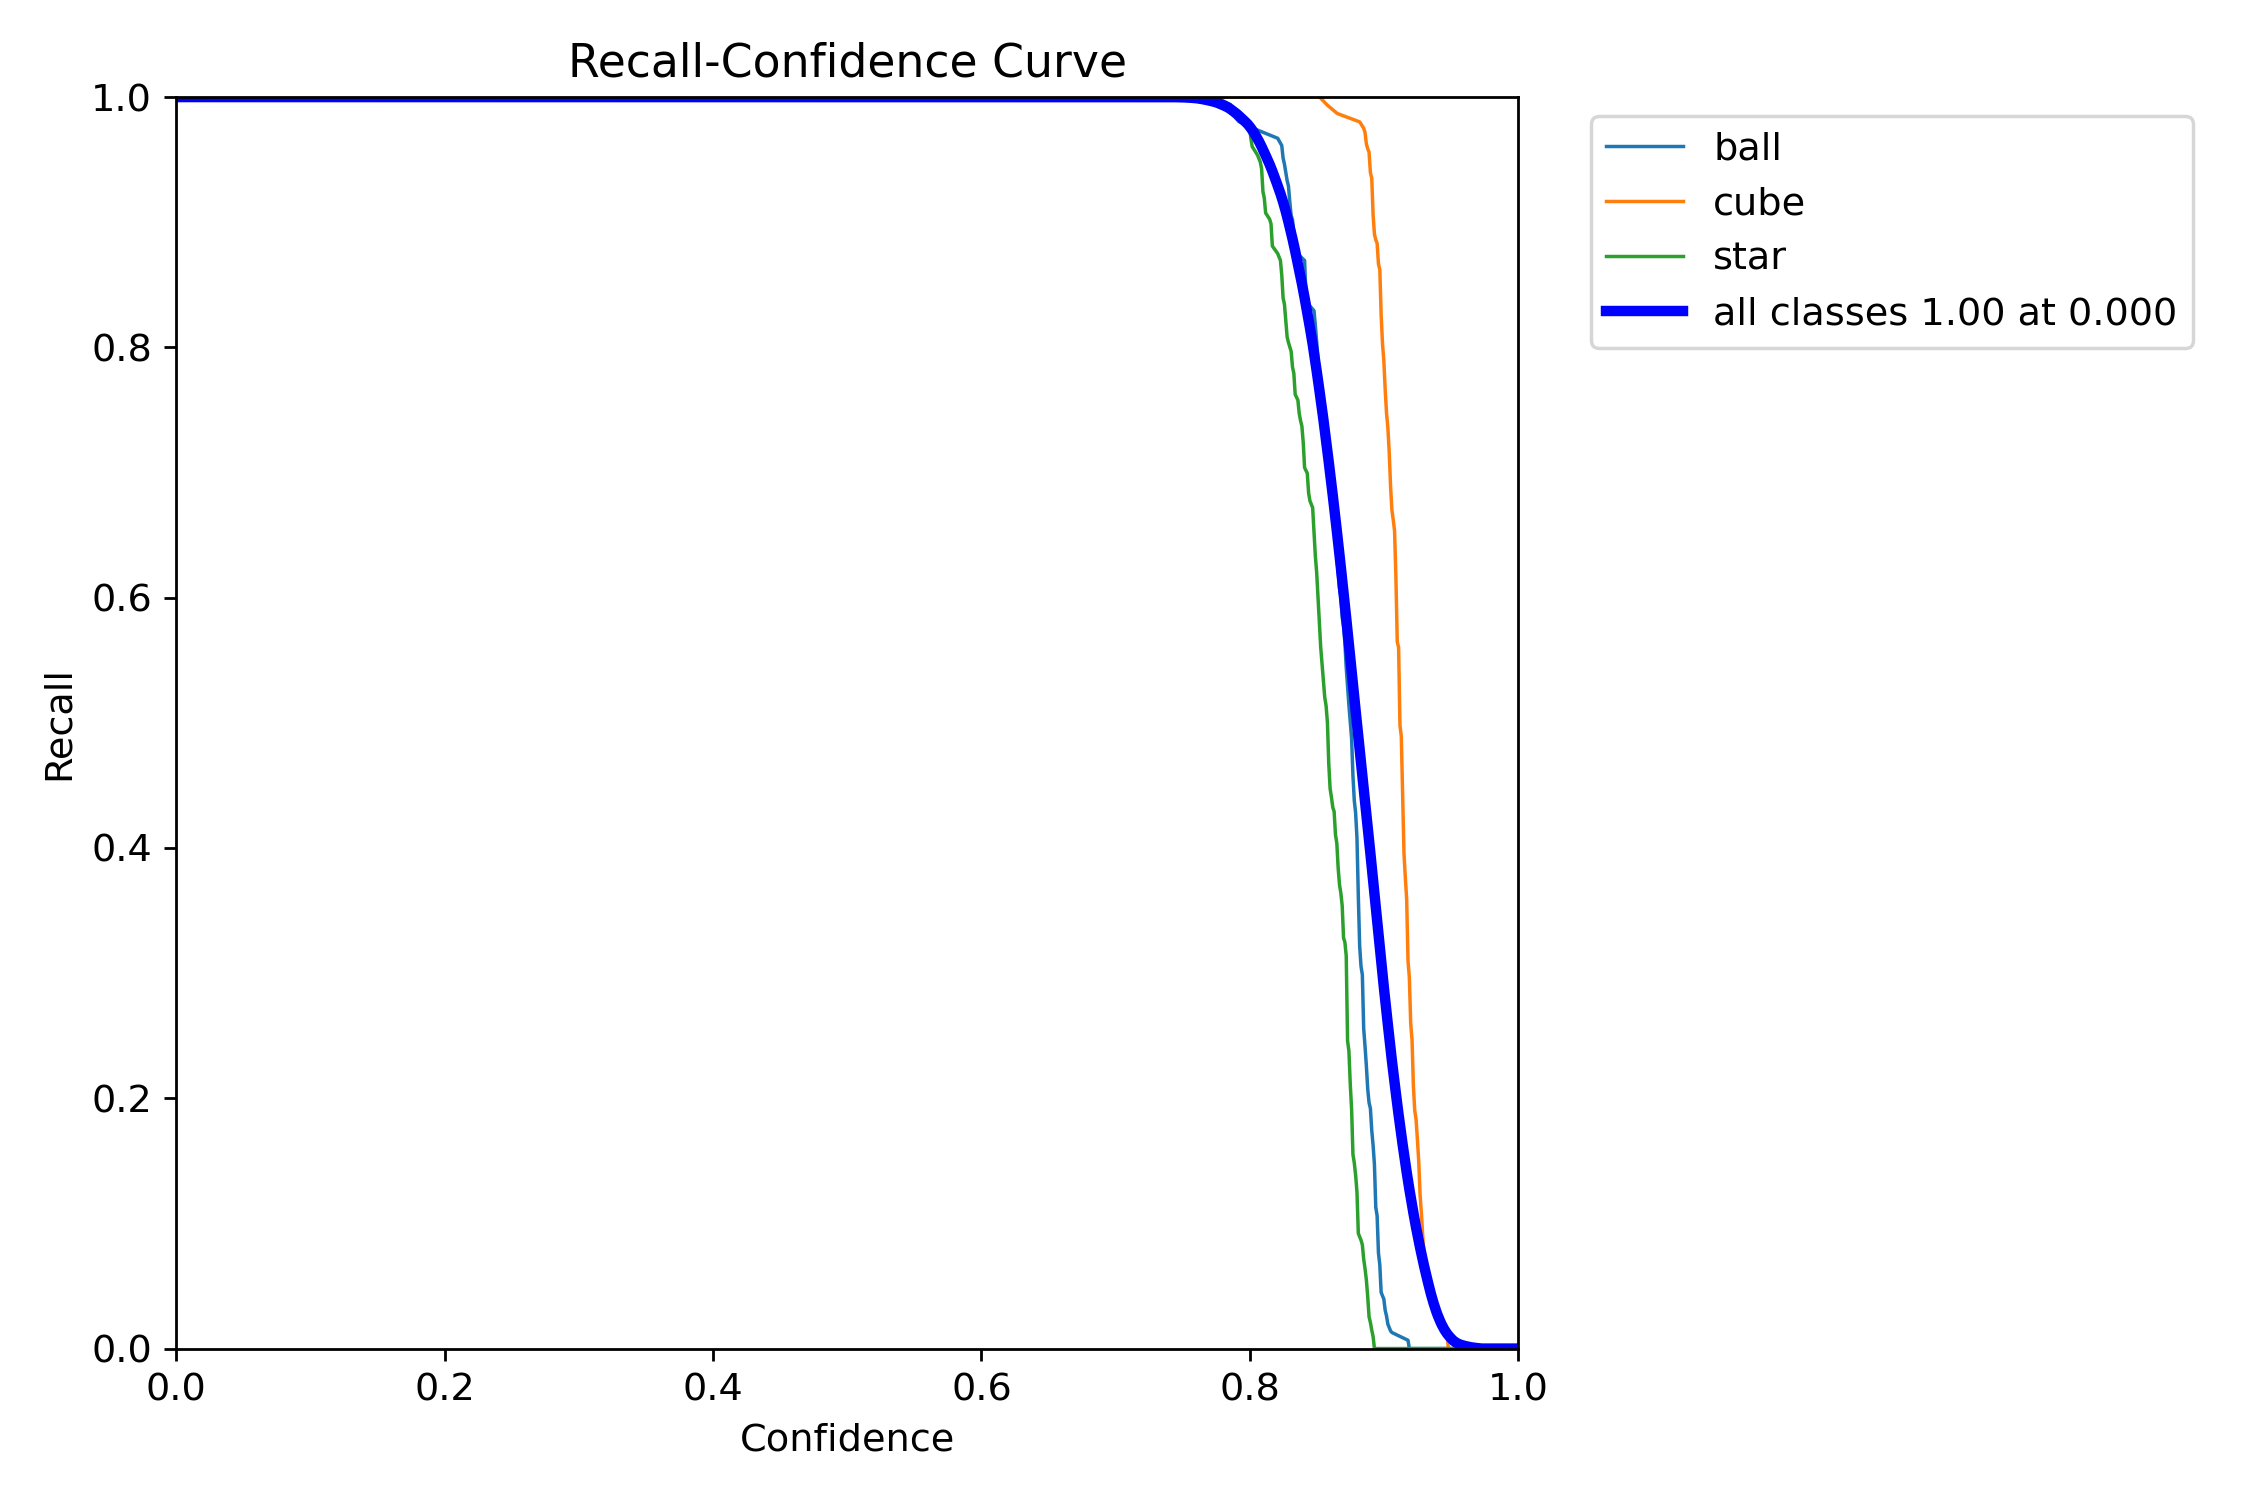 Recall-Confidence Curve
1.0
0.8
0.6
0.4
0.2
0.0
Recall
0.0 0.2 0.4 0.6 0.8 1.0
Confidence
ball
cube
star
all classes 1.00 at 0.000